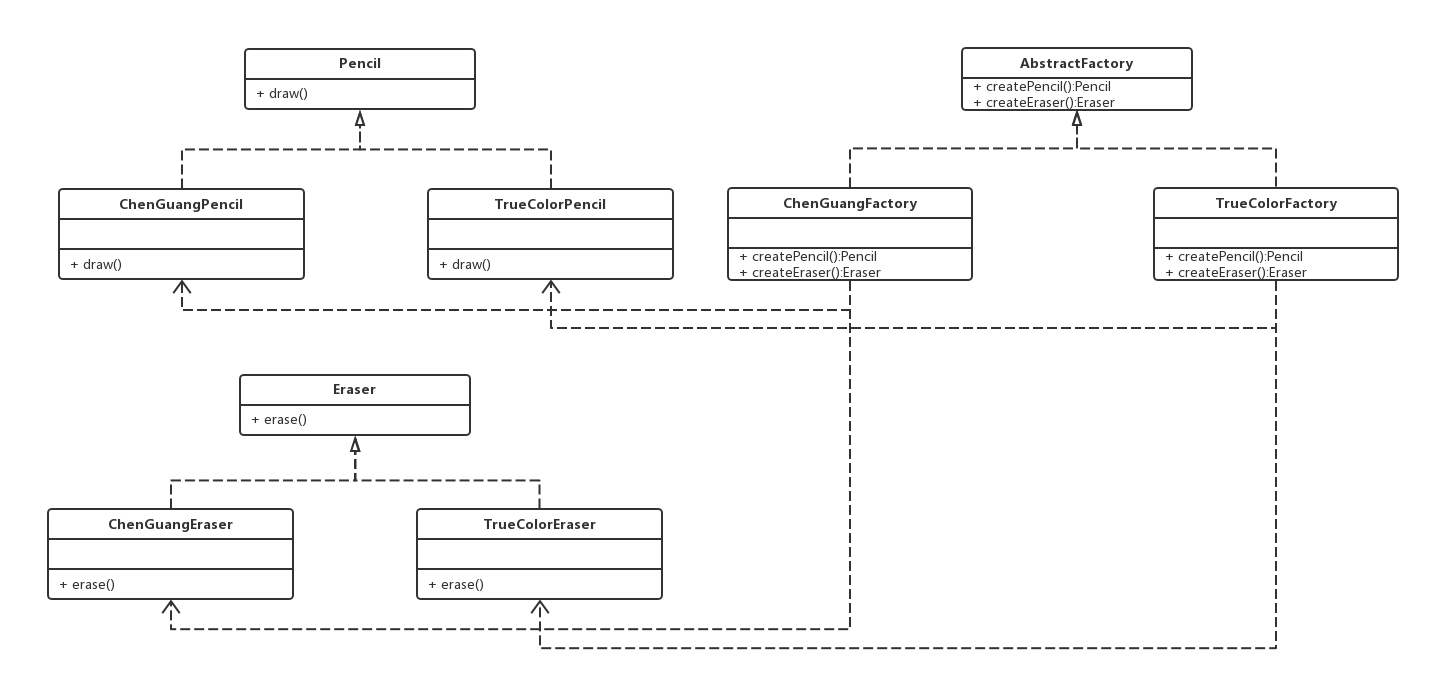 Pencil
+ draw()
AbstractFactory
+ createPencil():Pencil
+ createEraser():Eraser
ChenGuangPencil
+ draw()
TrueColorPencil
+ draw()
ChenGuangFactory
+ createPencil():Pencil
+ createEraser():Eraser
TrueColorFactory
+ createPencil():Pencil
+ createEraser():Eraser
Eraser
+ erase()
ChenGuangEraser
+ erase()
TrueColorEraser
+ erase()